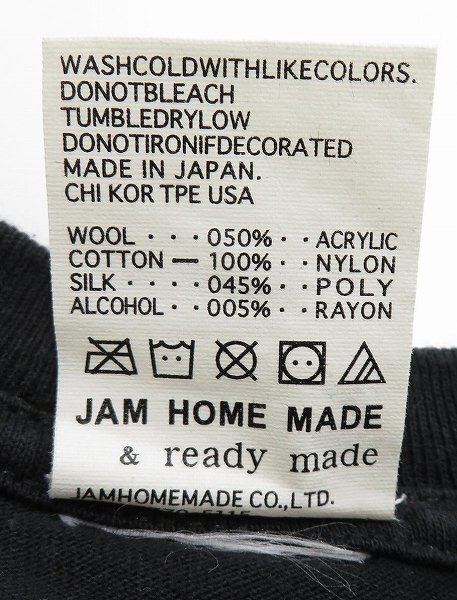 WASHCOLDWITHLIKECOLORS.
DONOTBLEACH
TUMBLEDRYLOW
DONOTIRONIFDECORATED
MADE IN JAPAN.
CHI KOR TPE USA
WOOL · · · 050% · · ACRYLIC
COTTON — 100% · · NYLON
SILK · · · · 045% · · POLY
ALCOHOL · · 005% · · RAYON
JAM HOME MADE
& ready made
JAMHOMEMADE CO.,LTD.